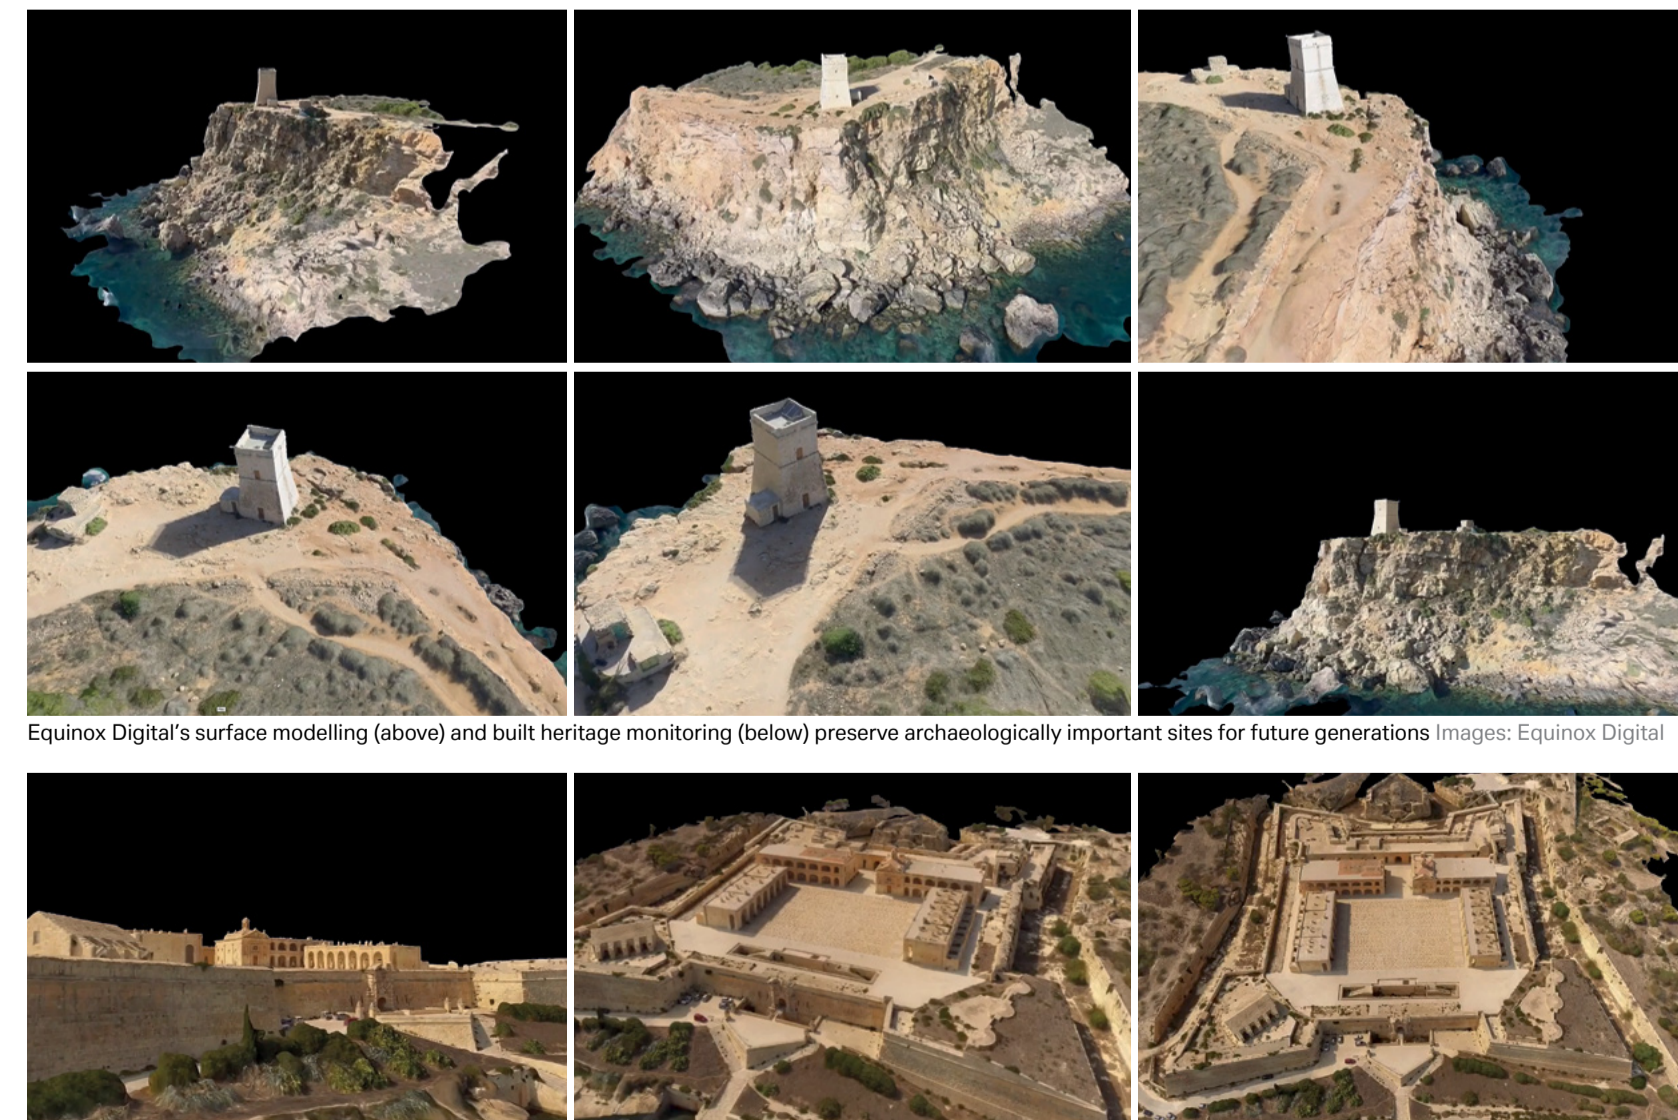 Equinox Digital's surface modelling (above) and built heritage monitoring (below) preserve archaeologically important sites for future generations Images: Equinox Digital